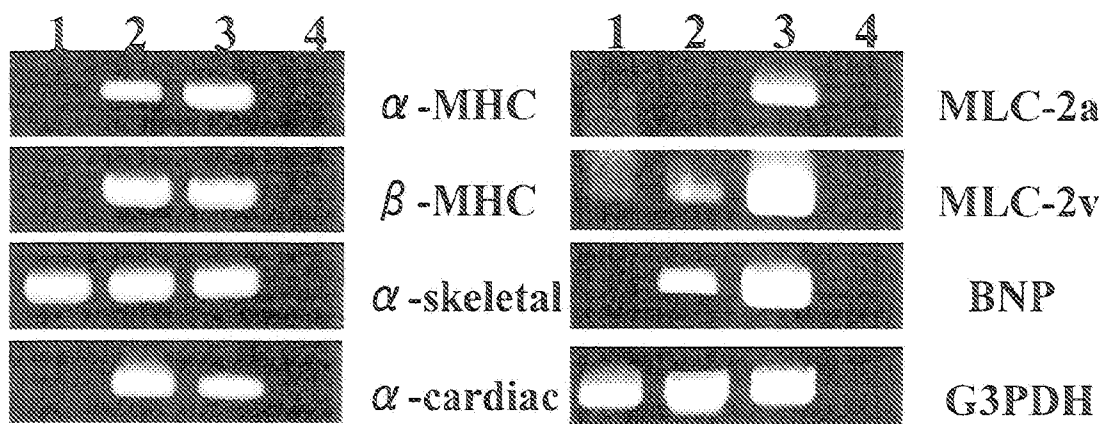 1 2 3 4
α-MHC
β-MHC
α-skeletal
α-cardiac
1 2 3 4
MLC-2a
MLC-2v
BNP
G3PDH